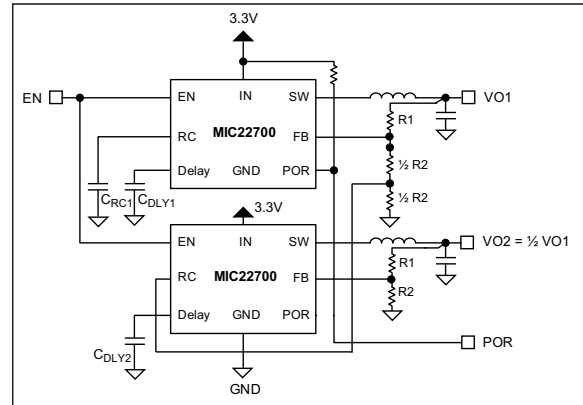 3.3V
EN
EN
IN
SW
VO1
R1
MIC22700
RC
FB
½ R2
Delay
GND
POR
½ R2
CRC1
CDLY1
3.3V
EN
IN
SW
VO2 = ½ VO1
R1
RC
MIC22700
FB
R2
Delay
GND
POR
CDLY2
POR
GND